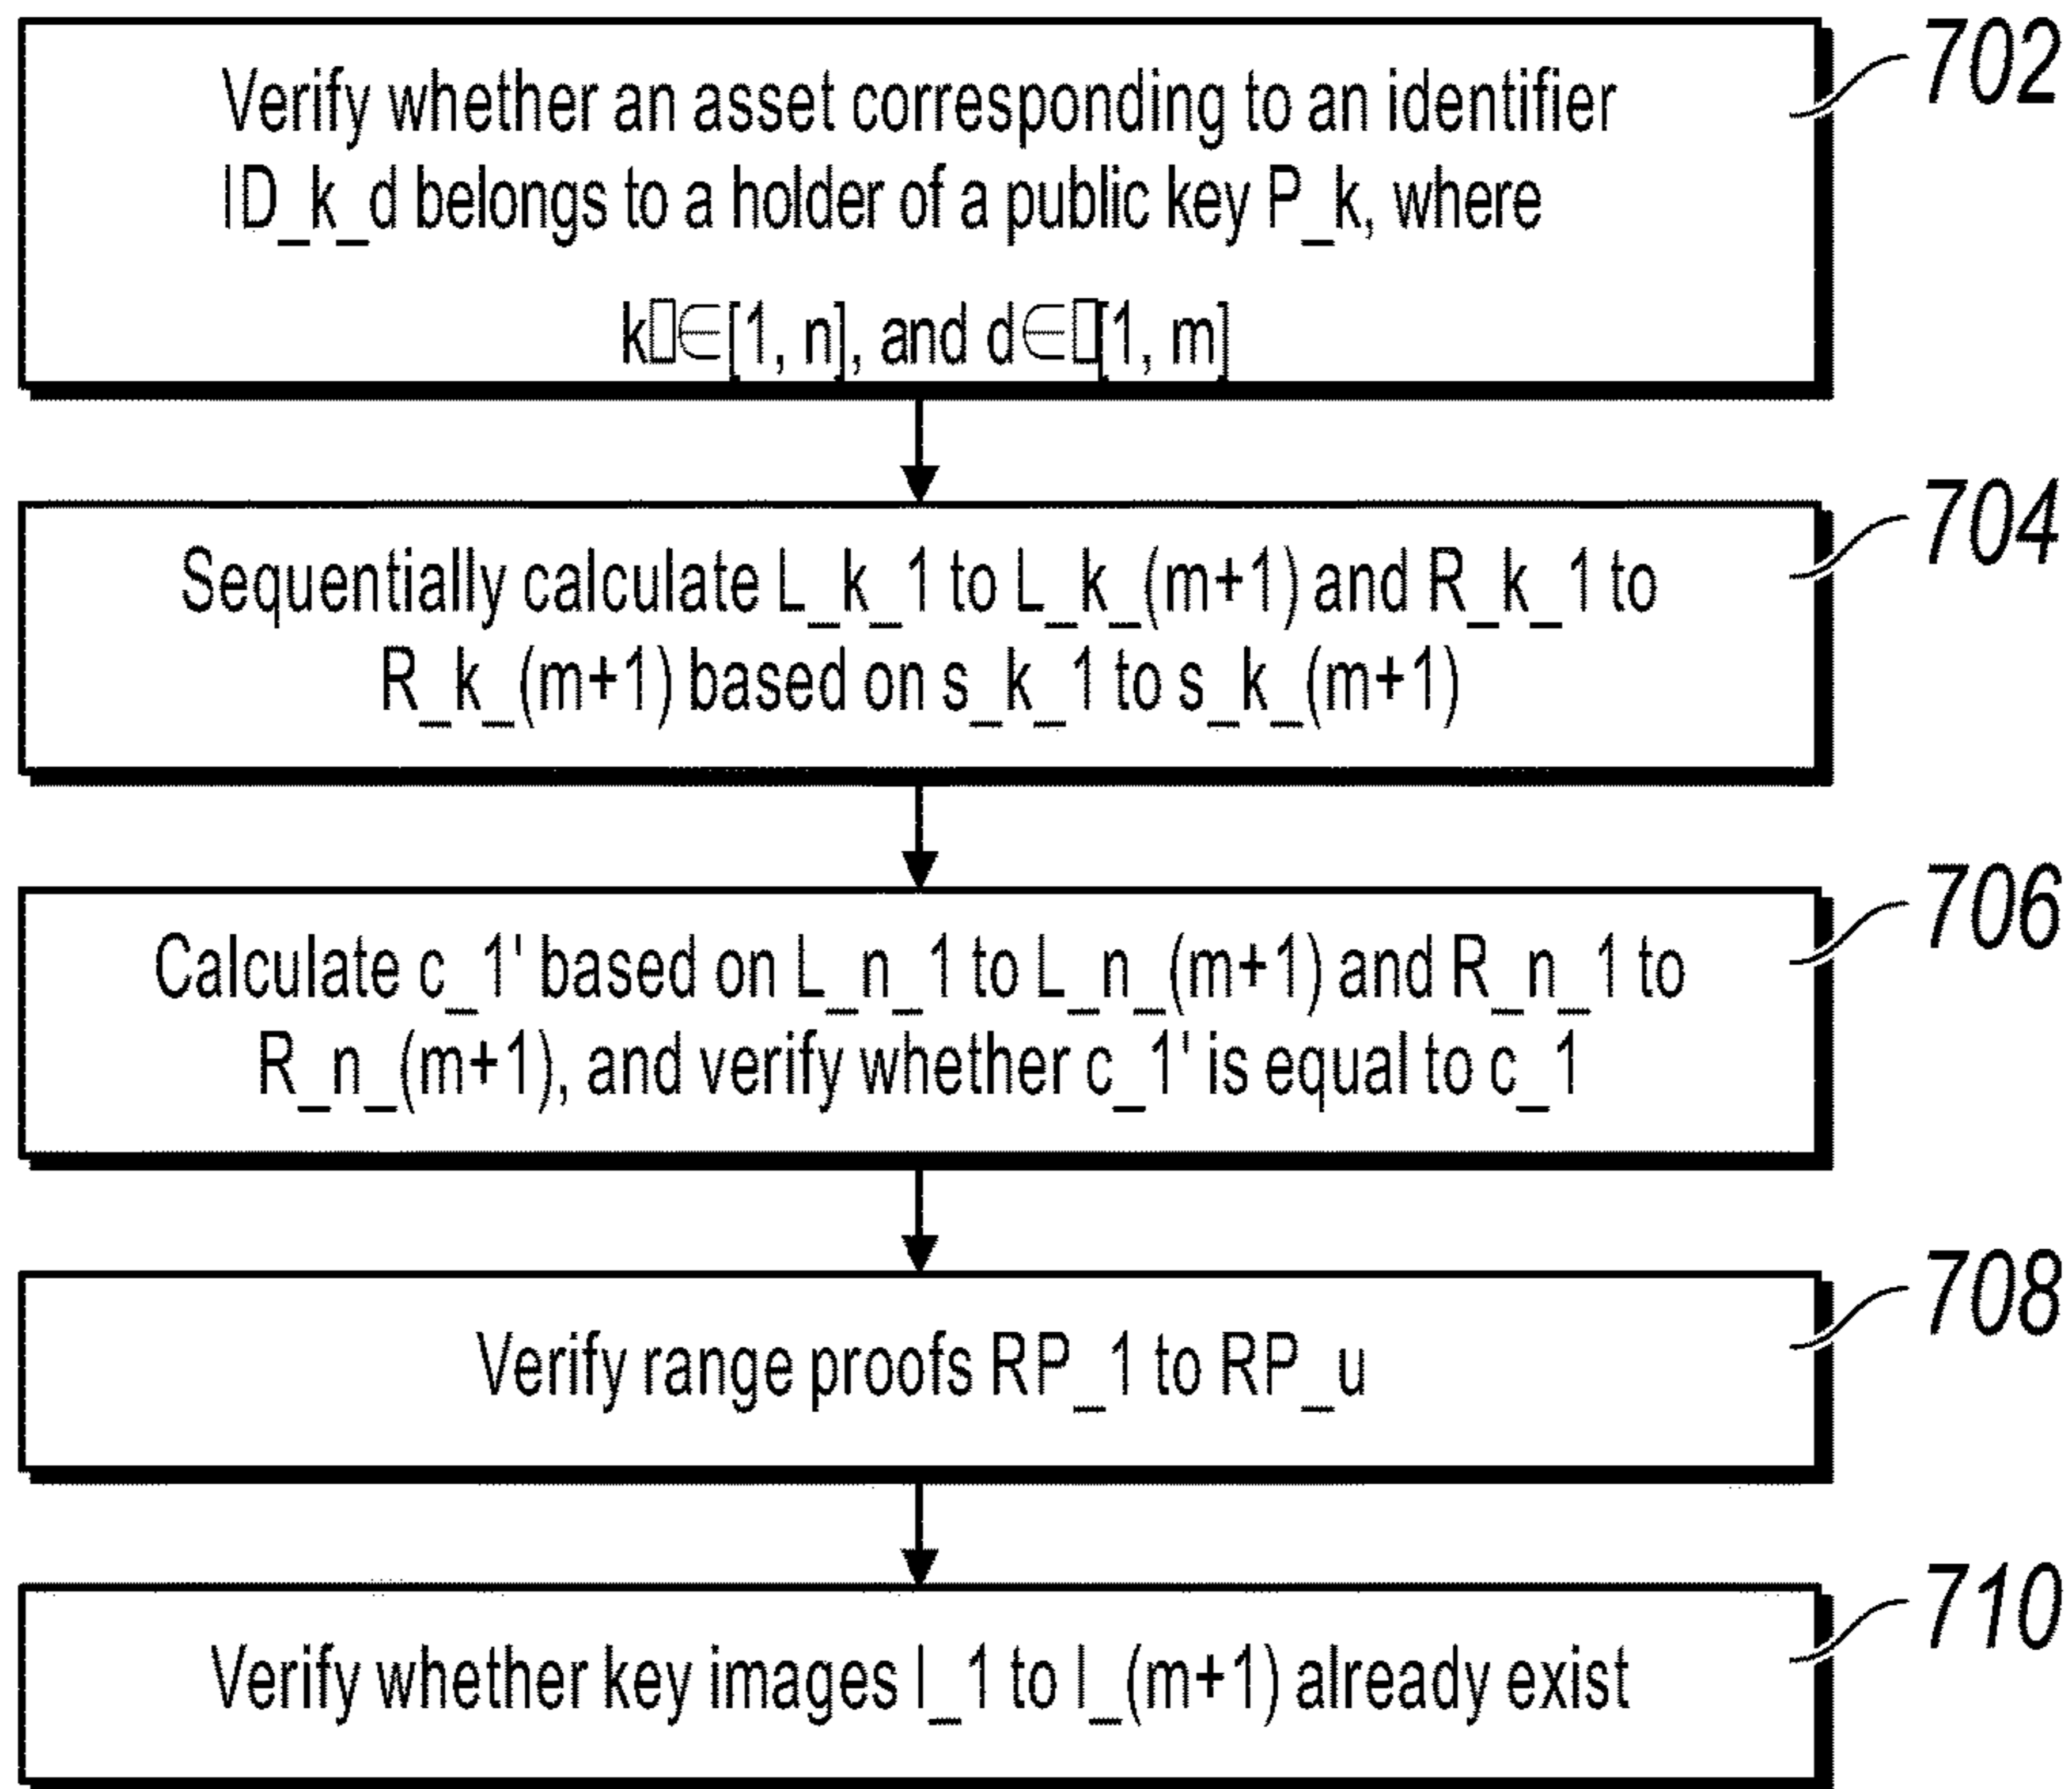 Verify whether an asset corresponding to an identifier
ID_k_d belongs to a holder of a public key P_k, where
k▯∈[1, n], and d∈▯[1, m]
702
Sequentially calculate L_k_1 to L_k_(m+1) and R_k_1 to
R_k_(m+1) based on s_k_1 to s_k_(m+1)
704
Calculate c_1' based on L_n_1 to L_n_(m+1) and R_n_1 to
R_n_(m+1), and verify whether c_1' is equal to c_1
706
Verify range proofs RP_1 to RP_u
708
Verify whether key images I_1 to I_(m+1) already exist
710